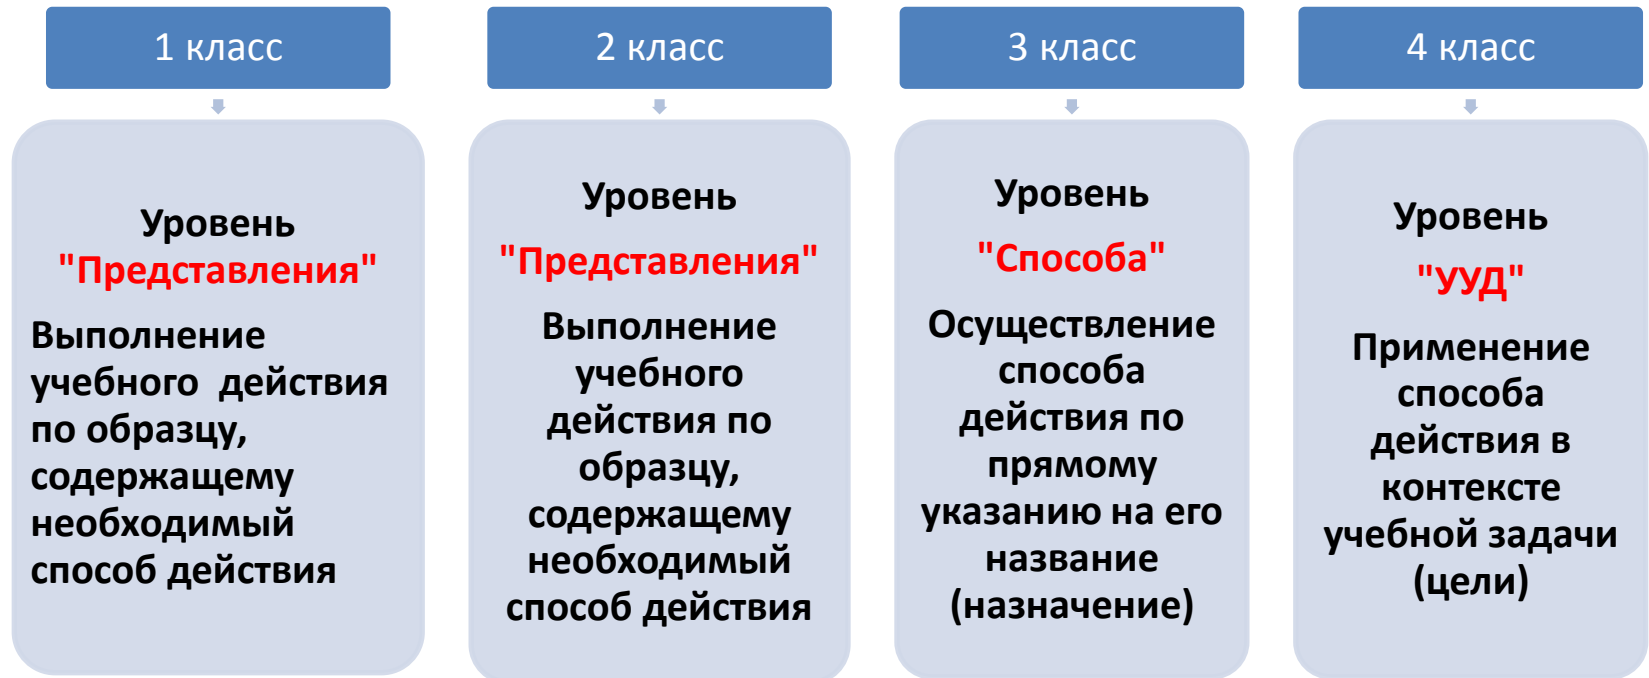 1 класс
Уровень
"Представления"
Выполнение
учебного  действия
по образцу,
содержащему
необходимый
способ действия
2 класс
Уровень
"Представления"
Выполнение
учебного
действия по
образцу,
содержащему
необходимый
способ действия
3 класс
Уровень
"Способа"
Осуществление
способа
действия по
прямому
указанию на его
название
(назначение)
4 класс
Уровень
"УУД"
Применение
способа
действия в
контексте
учебной задачи
(цели)